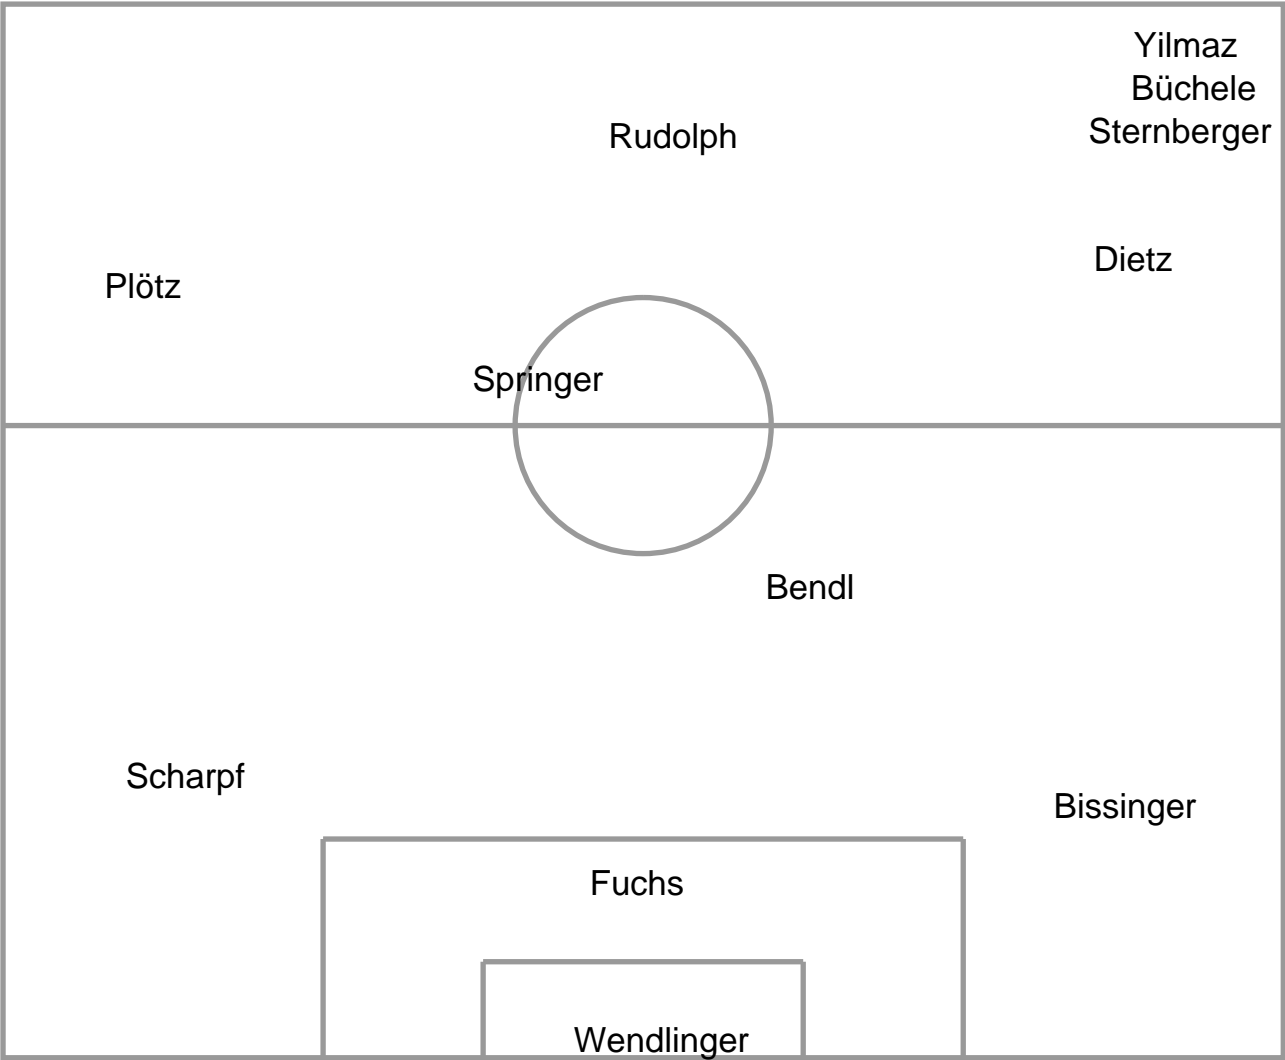 Yilmaz
Büchele
Sternberger
Rudolph
Dietz
Plötz
Springer
Bendl
Scharpf
Bissinger
Fuchs
Wendlinger